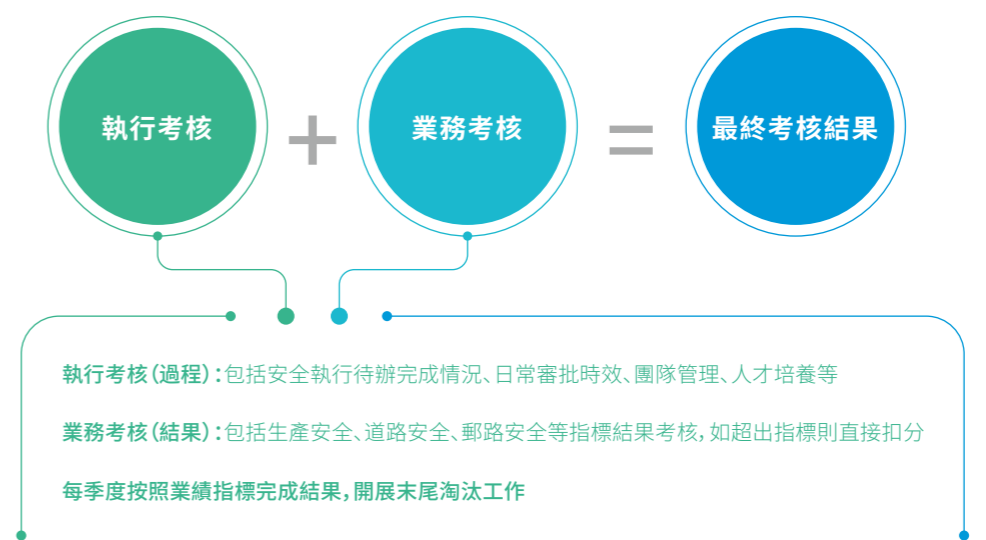 執行考核
+
業務考核
=
最終考核結果
執行考核（過程）：包括安全執行待辦完成情況、日常審批時效、團隊管理、人才培養等
業務考核（結果）：包括生產安全、道路安全、郵路安全等指標結果考核，如超出指標則直接扣分
每季度按照業績指標完成結果，開展末尾淘汰工作